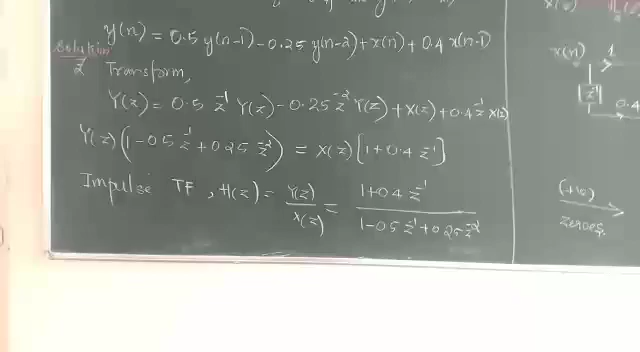 y(n) = 0.5 y(n-1) - 0.25 y(n-2) + x(n) + 0.4 x(n-1)
Solution
Z Transform,
Y(z) = 0.5 z⁻¹ Y(z) - 0.25 z⁻² Y(z) + X(z) + 0.4 z⁻¹ X(z)
Y(z) (1 - 0.5 z⁻¹ + 0.25 z⁻²) = X(z) [1 + 0.4 z⁻¹]
Impulse TF, H(z) = Y(z)/X(z) = 1+0.4 z⁻¹ / 1-0.5 z⁻¹ + 0.25 z⁻²
x(n) 1
z⁻¹
0.4
zeroes